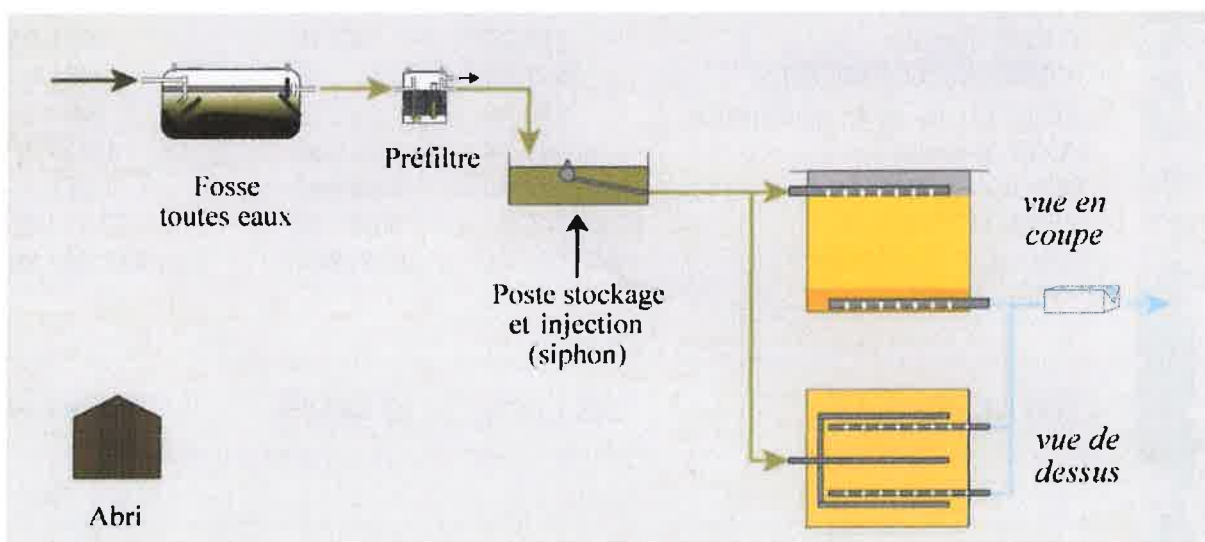 Préfiltre
Fosse
toutes eaux
vue en
coupe
Poste stockage
et injection
(siphon)
vue de
dessus
Abri